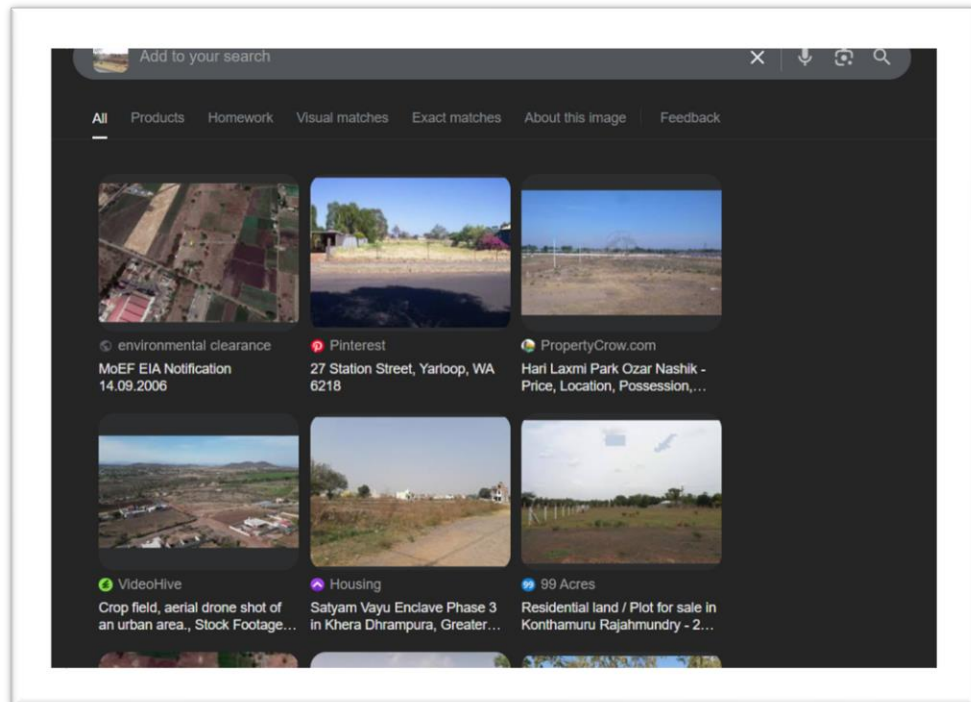 Add to your search
All Products Homework Visual matches Exact matches About this image Feedback
environmental clearance
MoEF EIA Notification
14.09.2006
Pinterest
27 Station Street, Yarloop, WA
6218
PropertyCrow.com
Hari Laxmi Park Ozar Nashik -
Price, Location, Possession,...
VideoHive
Crop field, aerial drone shot of
an urban area., Stock Footage...
Housing
Satyam Vayu Enclave Phase 3
in Khera Dhrampura, Greater...
99 99 Acres
Residential land / Plot for sale in
Konthamuru Rajahmundry - 2...